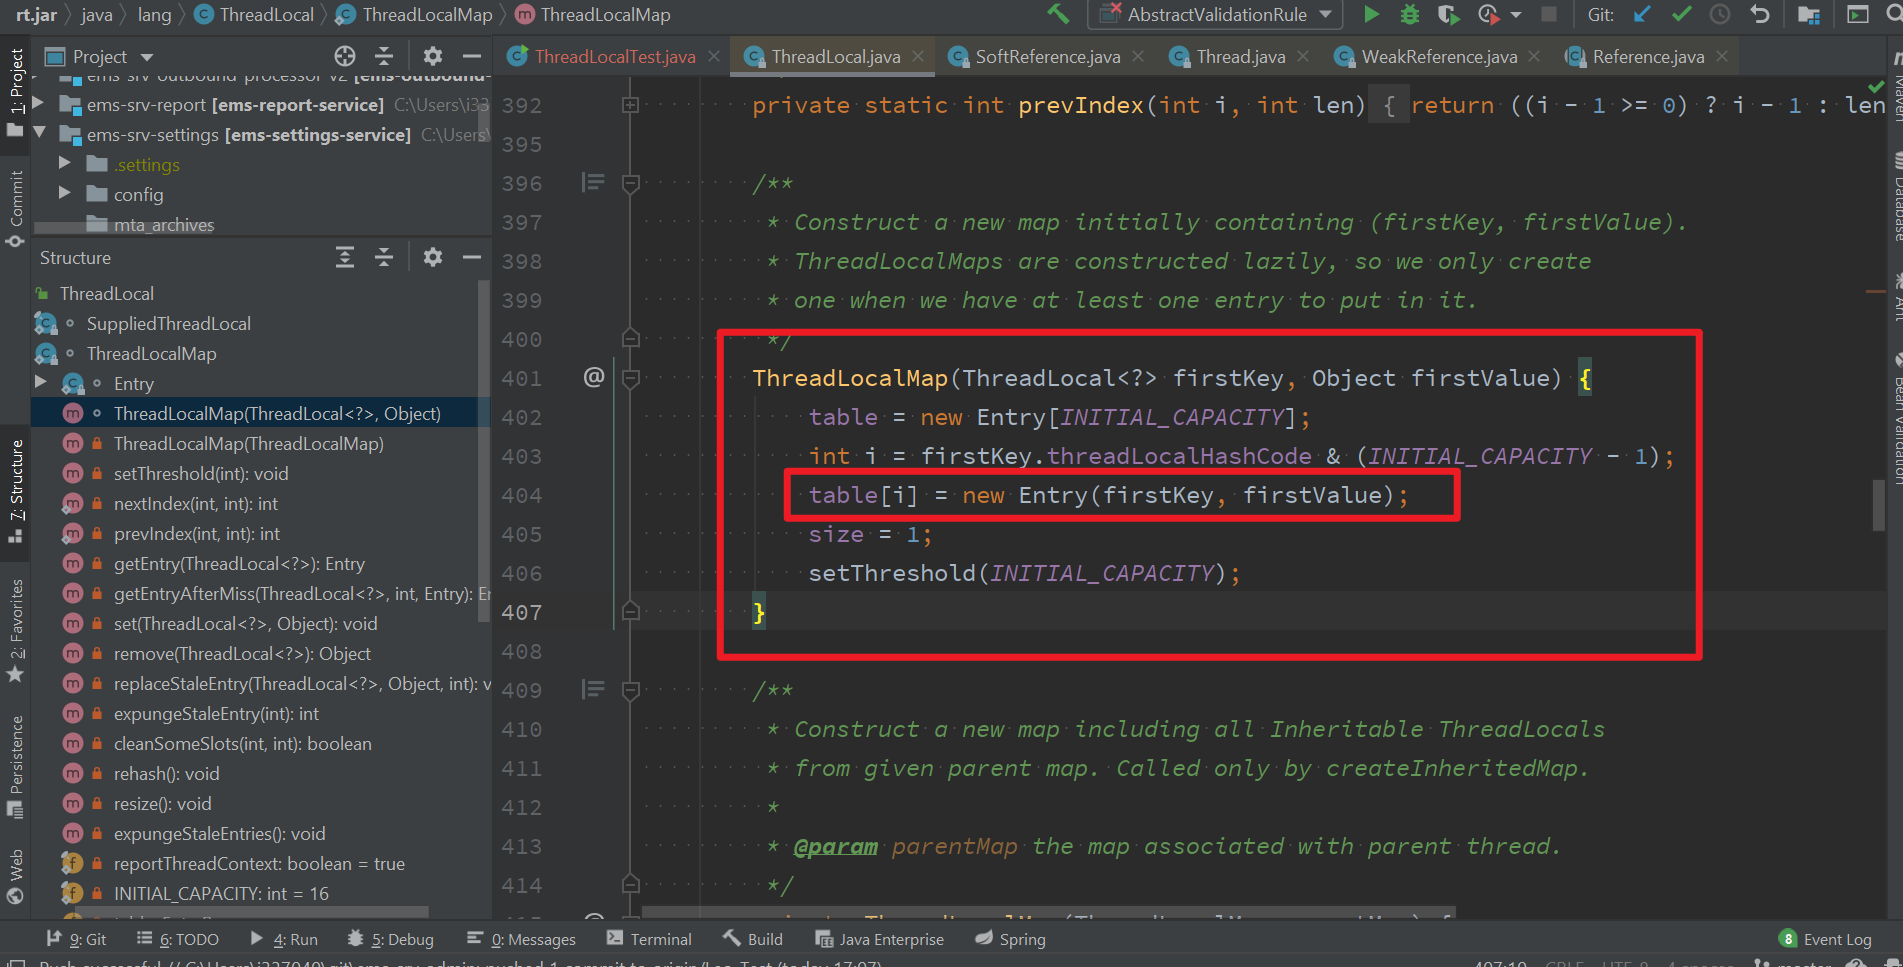 rt.jar java lang ThreadLocal ThreadLocalMap ThreadLocalMap AbstractValidationRule Git:
1: Project
Commit
7: Structure
2: Favorites
Persistence
Web
Project
ems-srv-outbound-processor-v2 [ems-outbound-
ems-srv-report [ems-report-service] C:\Users\i33
ems-srv-settings [ems-settings-service] C:\Users\
.settings
config
mta_archives
Structure
ThreadLocal
SuppliedThreadLocal
ThreadLocalMap
Entry
ThreadLocalMap(ThreadLocal<?>, Object)
ThreadLocalMap(ThreadLocalMap)
setThreshold(int): void
nextIndex(int, int): int
prevIndex(int, int): int
getEntry(ThreadLocal<?>): Entry
getEntryAfterMiss(ThreadLocal<?>, int, Entry): Er
set(ThreadLocal<?>, Object): void
remove(ThreadLocal<?>): Object
replaceStaleEntry(ThreadLocal<?>, Object, int): v
expungeStaleEntry(int): int
cleanSomeSlots(int, int): boolean
rehash(): void
resize(): void
expungeStaleEntries(): void
reportThreadContext: boolean = true
INITIAL_CAPACITY: int = 16
ThreadLocalTest.java ThreadLocal.java SoftReference.java Thread.java WeakReference.java Reference.java
392 private static int prevIndex(int i, int len) { return ((i - 1 >= 0) ? i - 1 : len
395
396 /**
397 * Construct a new map initially containing (firstKey, firstValue).
398 * ThreadLocalMaps are constructed lazily, so we only create
399 * one when we have at least one entry to put in it.
400 */
401 @ ThreadLocalMap(ThreadLocal<?> firstKey, Object firstValue) {
402 table = new Entry[INITIAL_CAPACITY];
403 int i = firstKey.threadLocalHashCode & (INITIAL_CAPACITY - 1);
404 table[i] = new Entry(firstKey, firstValue);
405 size = 1;
406 setThreshold(INITIAL_CAPACITY);
407 }
408
409 /**
410 * Construct a new map including all Inheritable ThreadLocals
411 * from given parent map. Called only by createInheritedMap.
412 *
413 * @param parentMap the map associated with parent thread.
414 */
Maven
Database
Ant
Bean Validation
9: Git 6: TODO 4: Run 5: Debug 0: Messages Terminal Build Java Enterprise Spring 8 Event Log